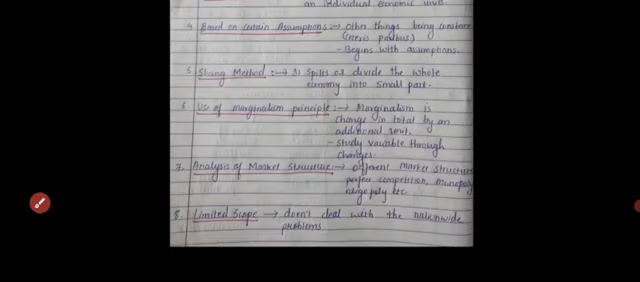 an individual economic unit.
4. Based on certain Assumptions :→ Other things being constant
(ceteris paribus)
- Begins with assumptions.
5. Slicing Method :→ It splits or divide the whole
economy into small part.
6. Use of marginalism principle :→ Marginalism is
change in total by an
additional unit.
- Study variable through
changes.
7. Analysis of Market Structure :→ Different market structure
perfect competition, monopoly
oligopoly etc.
8. Limited Scope → doesn't deal with the nationwide
problems.